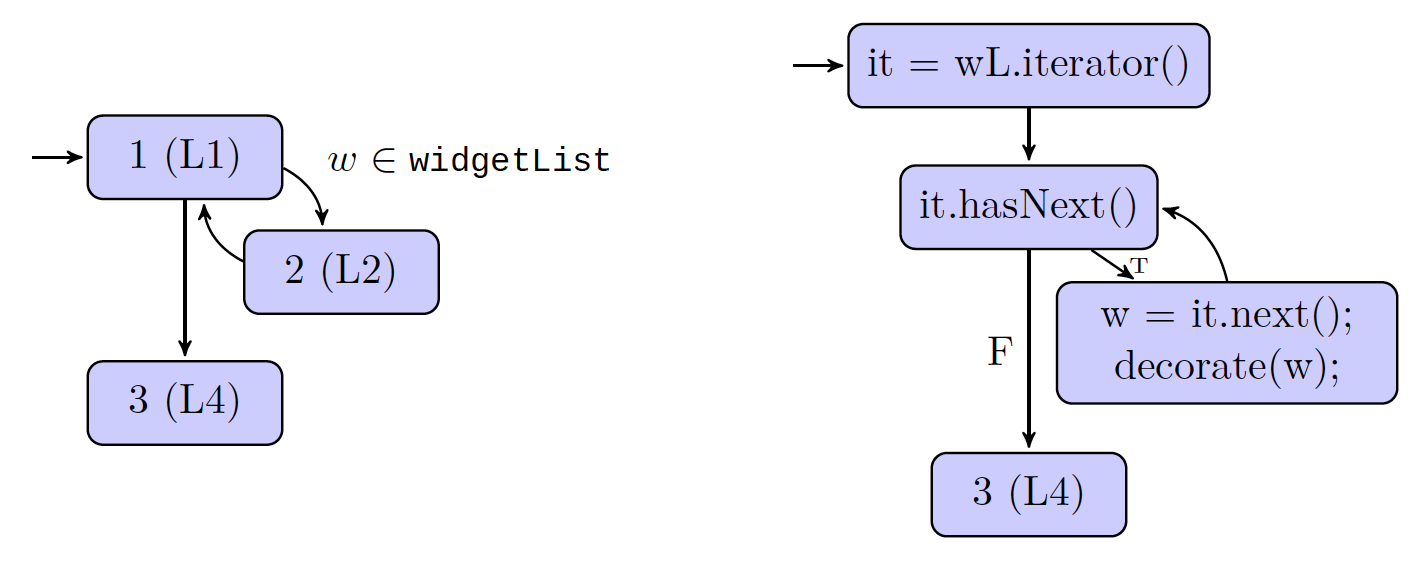 1 (L1)
w ∈ widgetList
2 (L2)
3 (L4)
it = wL.iterator()
it.hasNext()
T
w = it.next();
decorate(w);
F
3 (L4)